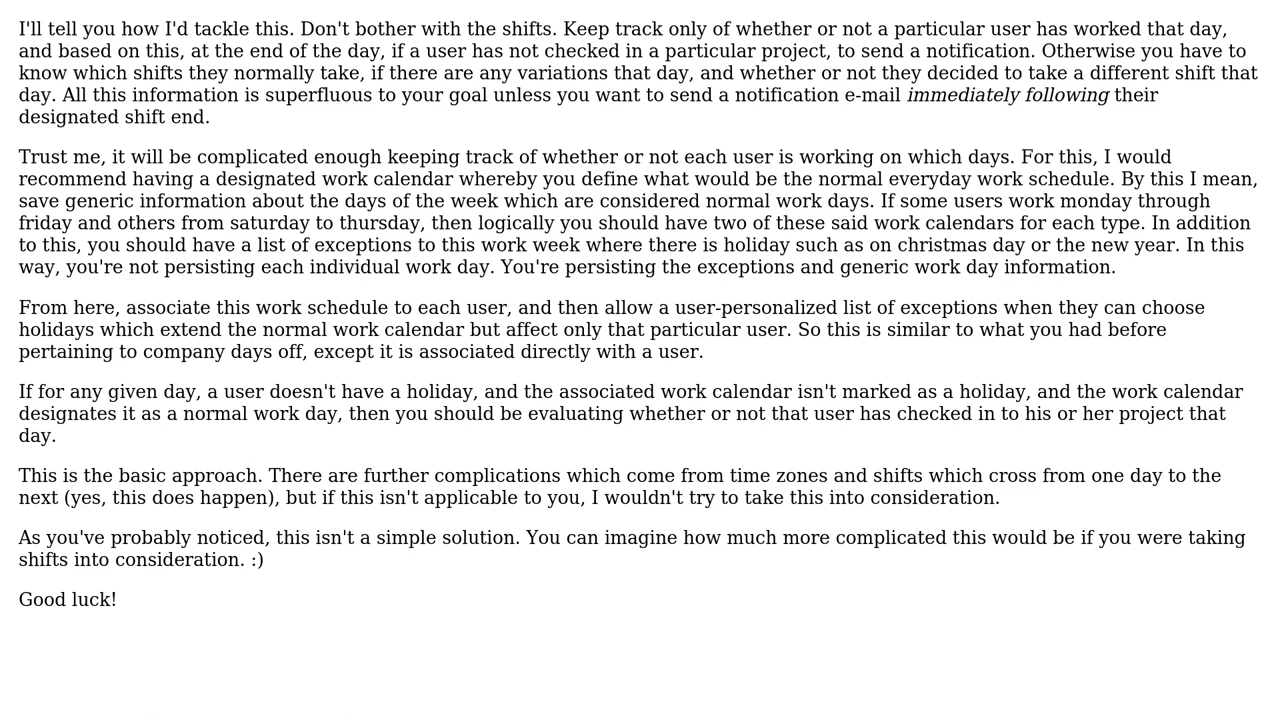 I'll tell you how I'd tackle this. Don't bother with the shifts. Keep track only of whether or not a particular user has worked that day,
and based on this, at the end of the day, if a user has not checked in a particular project, to send a notification. Otherwise you have to
know which shifts they normally take, if there are any variations that day, and whether or not they decided to take a different shift that
day. All this information is superfluous to your goal unless you want to send a notification e-mail immediately following their
designated shift end.
Trust me, it will be complicated enough keeping track of whether or not each user is working on which days. For this, I would
recommend having a designated work calendar whereby you define what would be the normal everyday work schedule. By this I mean,
save generic information about the days of the week which are considered normal work days. If some users work monday through
friday and others from saturday to thursday, then logically you should have two of these said work calendars for each type. In addition
to this, you should have a list of exceptions to this work week where there is holiday such as on christmas day or the new year. In this
way, you're not persisting each individual work day. You're persisting the exceptions and generic work day information.
From here, associate this work schedule to each user, and then allow a user-personalized list of exceptions when they can choose
holidays which extend the normal work calendar but affect only that particular user. So this is similar to what you had before
pertaining to company days off, except it is associated directly with a user.
If for any given day, a user doesn't have a holiday, and the associated work calendar isn't marked as a holiday, and the work calendar
designates it as a normal work day, then you should be evaluating whether or not that user has checked in to his or her project that
day.
This is the basic approach. There are further complications which come from time zones and shifts which cross from one day to the
next (yes, this does happen), but if this isn't applicable to you, I wouldn't try to take this into consideration.
As you've probably noticed, this isn't a simple solution. You can imagine how much more complicated this would be if you were taking
shifts into consideration. :)
Good luck!